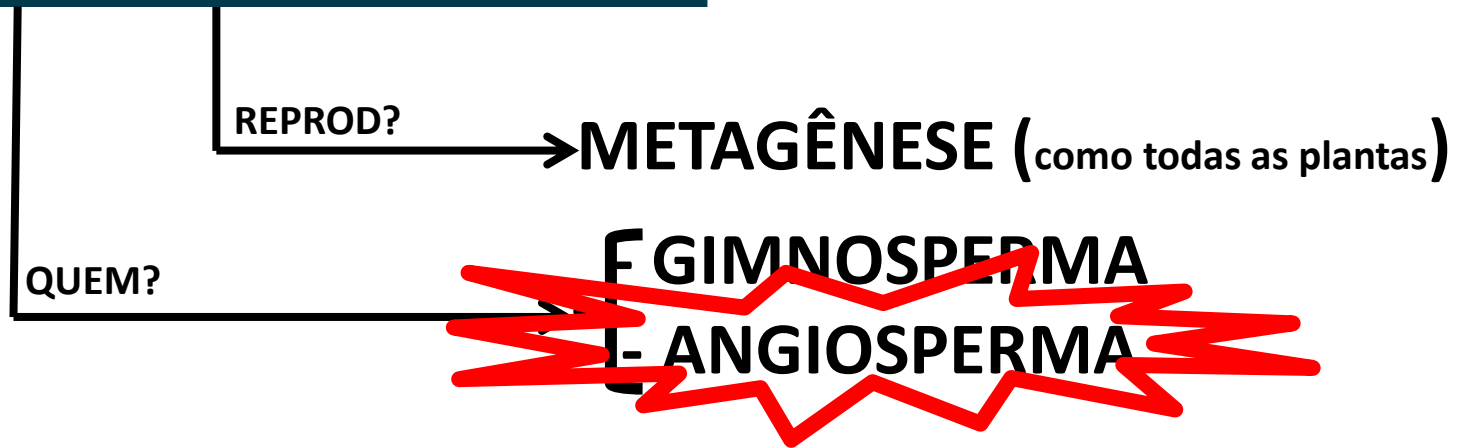 REPROD?
METAGÊNESE (como todas as plantas)
QUEM?
- GIMNOSPERMA
- ANGIOSPERMA